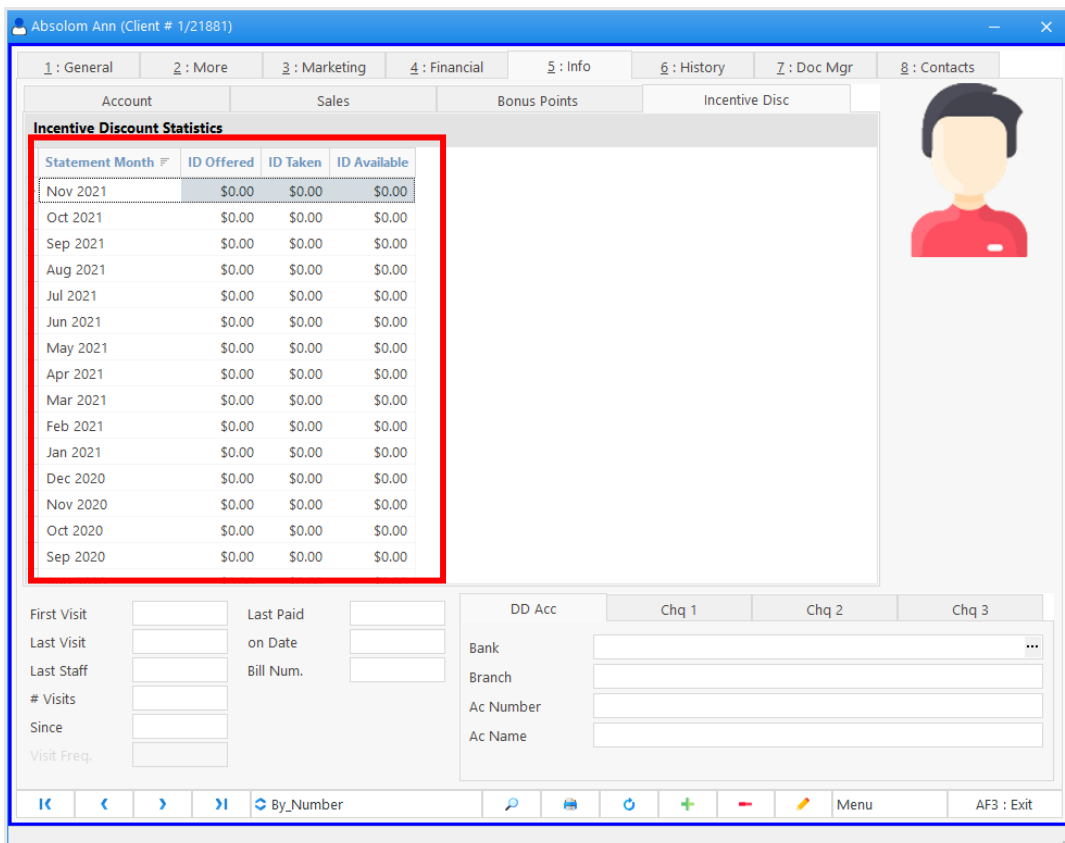 Absolom Ann (Client # 1/21881)
1 : General 2 : More 3 : Marketing 4 : Financial 5 : Info 6 : History 7 : Doc Mgr 8 : Contacts
Account Sales Bonus Points Incentive Disc
Incentive Discount Statistics
Statement Month ID Offered ID Taken ID Available
Nov 2021 $0.00 $0.00 $0.00
Oct 2021 $0.00 $0.00 $0.00
Sep 2021 $0.00 $0.00 $0.00
Aug 2021 $0.00 $0.00 $0.00
Jul 2021 $0.00 $0.00 $0.00
Jun 2021 $0.00 $0.00 $0.00
May 2021 $0.00 $0.00 $0.00
Apr 2021 $0.00 $0.00 $0.00
Mar 2021 $0.00 $0.00 $0.00
Feb 2021 $0.00 $0.00 $0.00
Jan 2021 $0.00 $0.00 $0.00
Dec 2020 $0.00 $0.00 $0.00
Nov 2020 $0.00 $0.00 $0.00
Oct 2020 $0.00 $0.00 $0.00
Sep 2020 $0.00 $0.00 $0.00
First Visit Last Paid
Last Visit on Date
Last Staff Bill Num.
# Visits
Since
Visit Freq.
DD Acc Chq 1 Chq 2 Chq 3
Bank ...
Branch
Ac Number
Ac Name
By_Number Menu AF3 : Exit